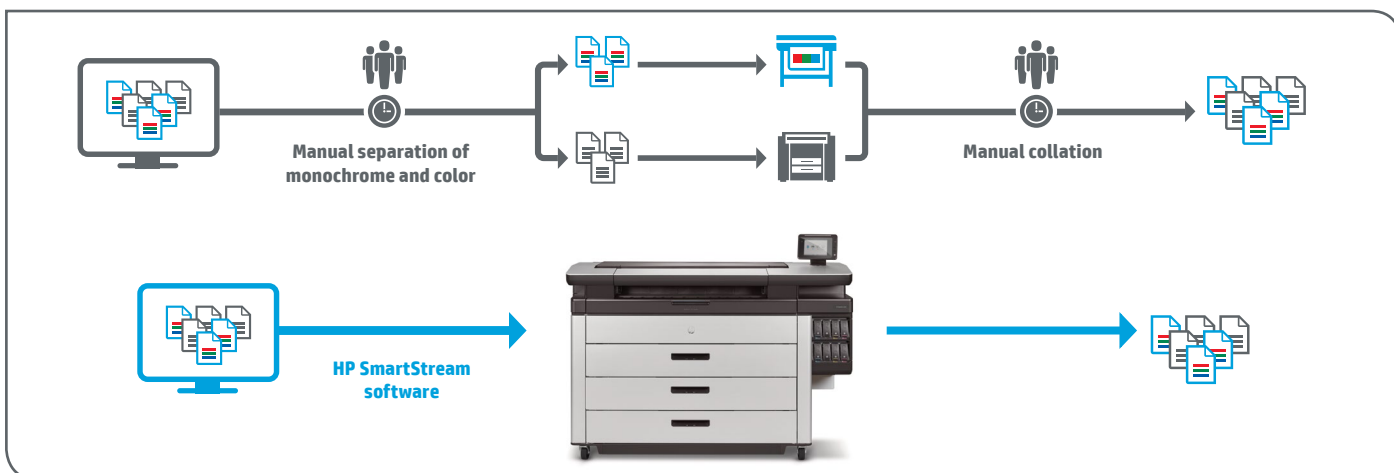 Manual separation of
monochrome and color
Manual collation
HP SmartStream
software